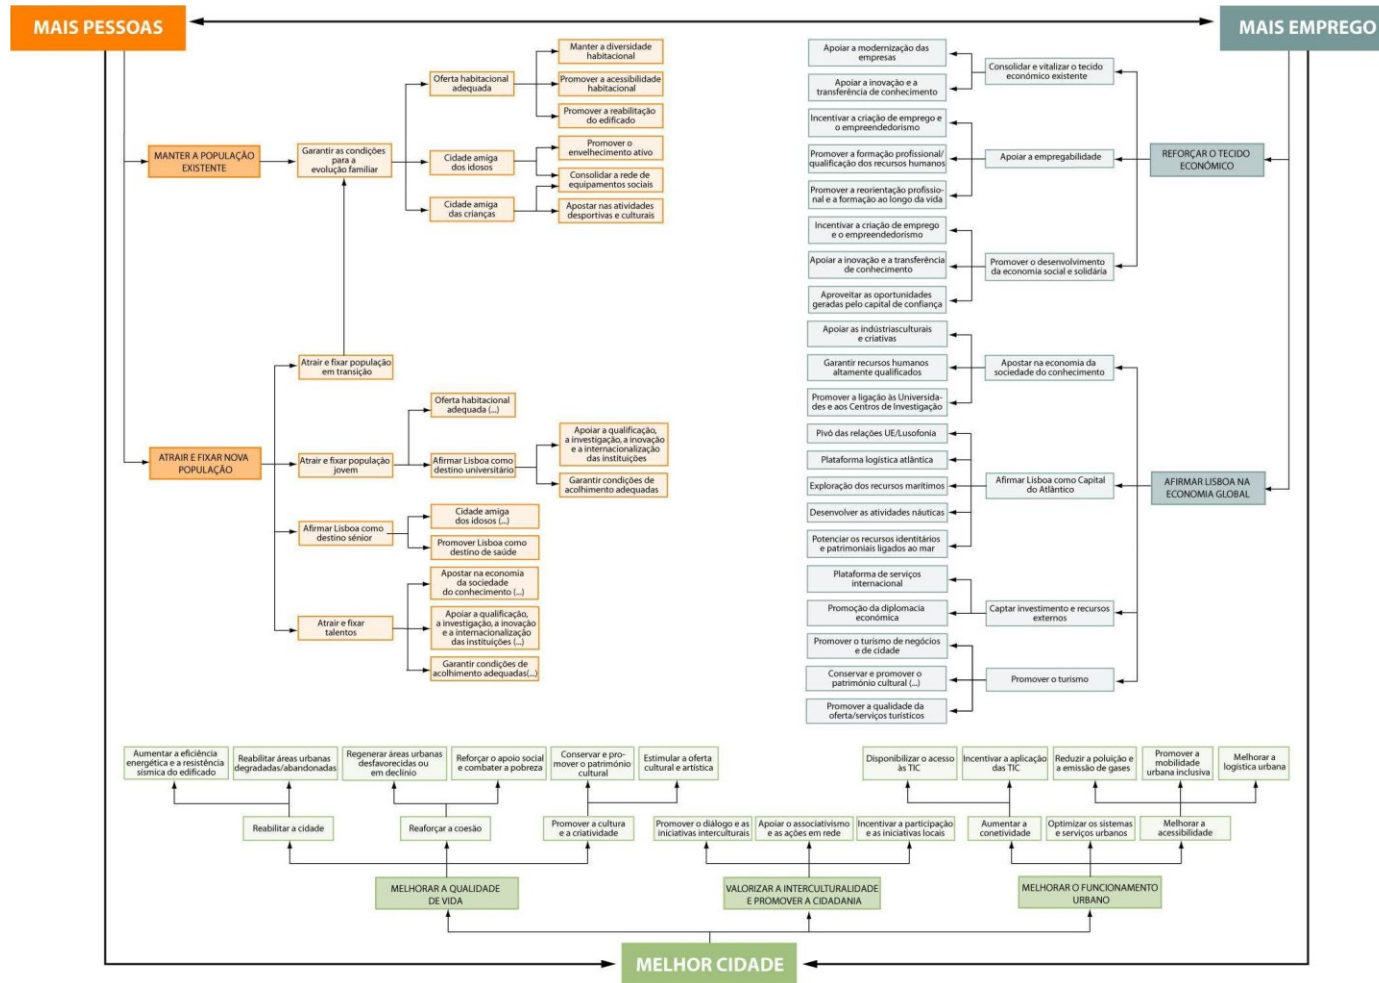 MAIS PESSOAS
MAIS EMPREGO
Manter a diversidade
habitacional
Oferta habitacional
adequada
Promover a acessibilidade
habitacional
Promover a reabilitação
do edificado
MANTER A POPULAÇÃO
EXISTENTE
Garantir as condições
para a
evolução familiar
Cidade amiga
dos idosos
Promover o
envelhecimento ativo
Consolidar a rede de
equipamentos sociais
Cidade amiga
das crianças
Apostar nas atividades
desportivas e culturais
Atrair e fixar população
em transição
Oferta habitacional
adequada (...)
ATRAIR E FIXAR NOVA
POPULAÇÃO
Atrair e fixar população
jovem
Afirmar Lisboa como
destino universitário
Apoiar a qualificação,
a investigação, a inovação
e a internacionalização
das instituições
Garantir condições de
acolhimento adequadas
Afirmar Lisboa como
destino sénior
Cidade amiga
dos idosos (...)
Promover Lisboa como
destino de saúde
Atrair e fixar
talentos
Apostar na economia
da sociedade
do conhecimento (...)
Apoiar a qualificação,
a investigação, a inovação
e a internacionalização
das instituições (...)
Garantir condições de
acolhimento adequadas(...)
Apoiar a modernização das
empresas
Consolidar e vitalizar o tecido
económico existente
Apoiar a inovação e a
transferência de conhecimento
Incentivar a criação de emprego e
o empreendedorismo
Promover a formação profissional/
qualificação dos recursos humanos
Apoiar a empregabilidade
REFORÇAR O TECIDO
ECONÓMICO
Promover a reorientação profissio-
nal e a formação ao longo da vida
Incentivar a criação de emprego
e o empreendedorismo
Apoiar a inovação e a transferência
de conhecimento
Promover o desenvolvimento
da economia social e solidária
Aproveitar as oportunidades
geradas pelo capital de confiança
Apoiar as indústriasculturais
e criativas
Garantir recursos humanos
altamente qualificados
Apostar na economia da
sociedade do conhecimento
Promover a ligação às Universida-
des e aos Centros de Investigação
Pivô das relações UE/Lusofonia
Plataforma logística atlântica
Exploração dos recursos marítimos
Afirmar Lisboa como Capital
do Atlântico
AFIRMAR LISBOA NA
ECONOMIA GLOBAL
Desenvolver as atividades náuticas
Potenciar os recursos identitários
e patrimoniais ligados ao mar
Plataforma de serviços
internacional
Promoção da diplomacia
económica
Captar investimento e recursos
externos
Promover o turismo de negócios
e de cidade
Conservar e promover o
património cultural (...)
Promover o turismo
Promover a qualidade da
oferta/serviços turísticos
Aumentar a eficiência
energética e a resistência
sísmica do edificado
Reabilitar áreas urbanas
degradadas/abandonadas
Regenerar áreas urbanas
desfavorecidas ou
em declínio
Reforçar o apoio social
e combater a pobreza
Conservar e pro-
mover o património
cultural
Estimular a oferta
cultural e artística
Disponibilizar o acesso
às TIC
Incentivar a aplicação
das TIC
Reduzir a poluição e
a emissão de gases
Promover a
mobilidade
urbana inclusiva
Melhorar a
logística urbana
Reabilitar a cidade
Reaforçar a coesão
Promover a cultura
e a criatividade
Promover o diálogo e as
iniciativas interculturais
Apoiar o associativismo
e as ações em rede
Incentivar a participação
e as iniciativas locais
Aumentar a
conetividade
Optimizar os sistemas
e serviços urbanos
Melhorar a
acessibilidade
MELHORAR A QUALIDADE
DE VIDA
VALORIZAR A INTERCULTURALIDADE
E PROMOVER A CIDADANIA
MELHORAR O FUNCIONAMENTO
URBANO
MELHOR CIDADE